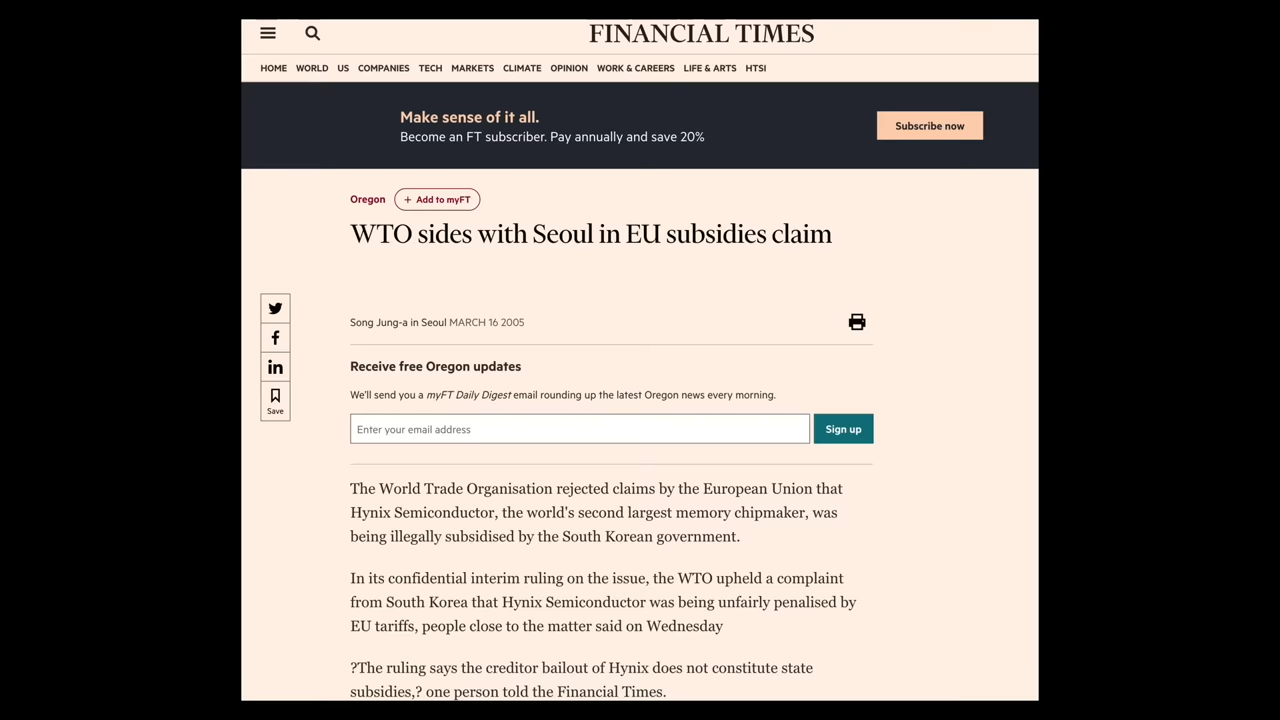 FINANCIAL TIMES
HOME WORLD US COMPANIES TECH MARKETS CLIMATE OPINION WORK & CAREERS LIFE & ARTS HTSI
Make sense of it all.
Become an FT subscriber. Pay annually and save 20%
Subscribe now
Oregon + Add to myFT
WTO sides with Seoul in EU subsidies claim
Song Jung-a in Seoul MARCH 16 2005
Save
Receive free Oregon updates
We'll send you a myFT Daily Digest email rounding up the latest Oregon news every morning.
Enter your email address
Sign up
The World Trade Organisation rejected claims by the European Union that
Hynix Semiconductor, the world's second largest memory chipmaker, was
being illegally subsidised by the South Korean government.
In its confidential interim ruling on the issue, the WTO upheld a complaint
from South Korea that Hynix Semiconductor was being unfairly penalised by
EU tariffs, people close to the matter said on Wednesday
?The ruling says the creditor bailout of Hynix does not constitute state
subsidies,? one person told the Financial Times.